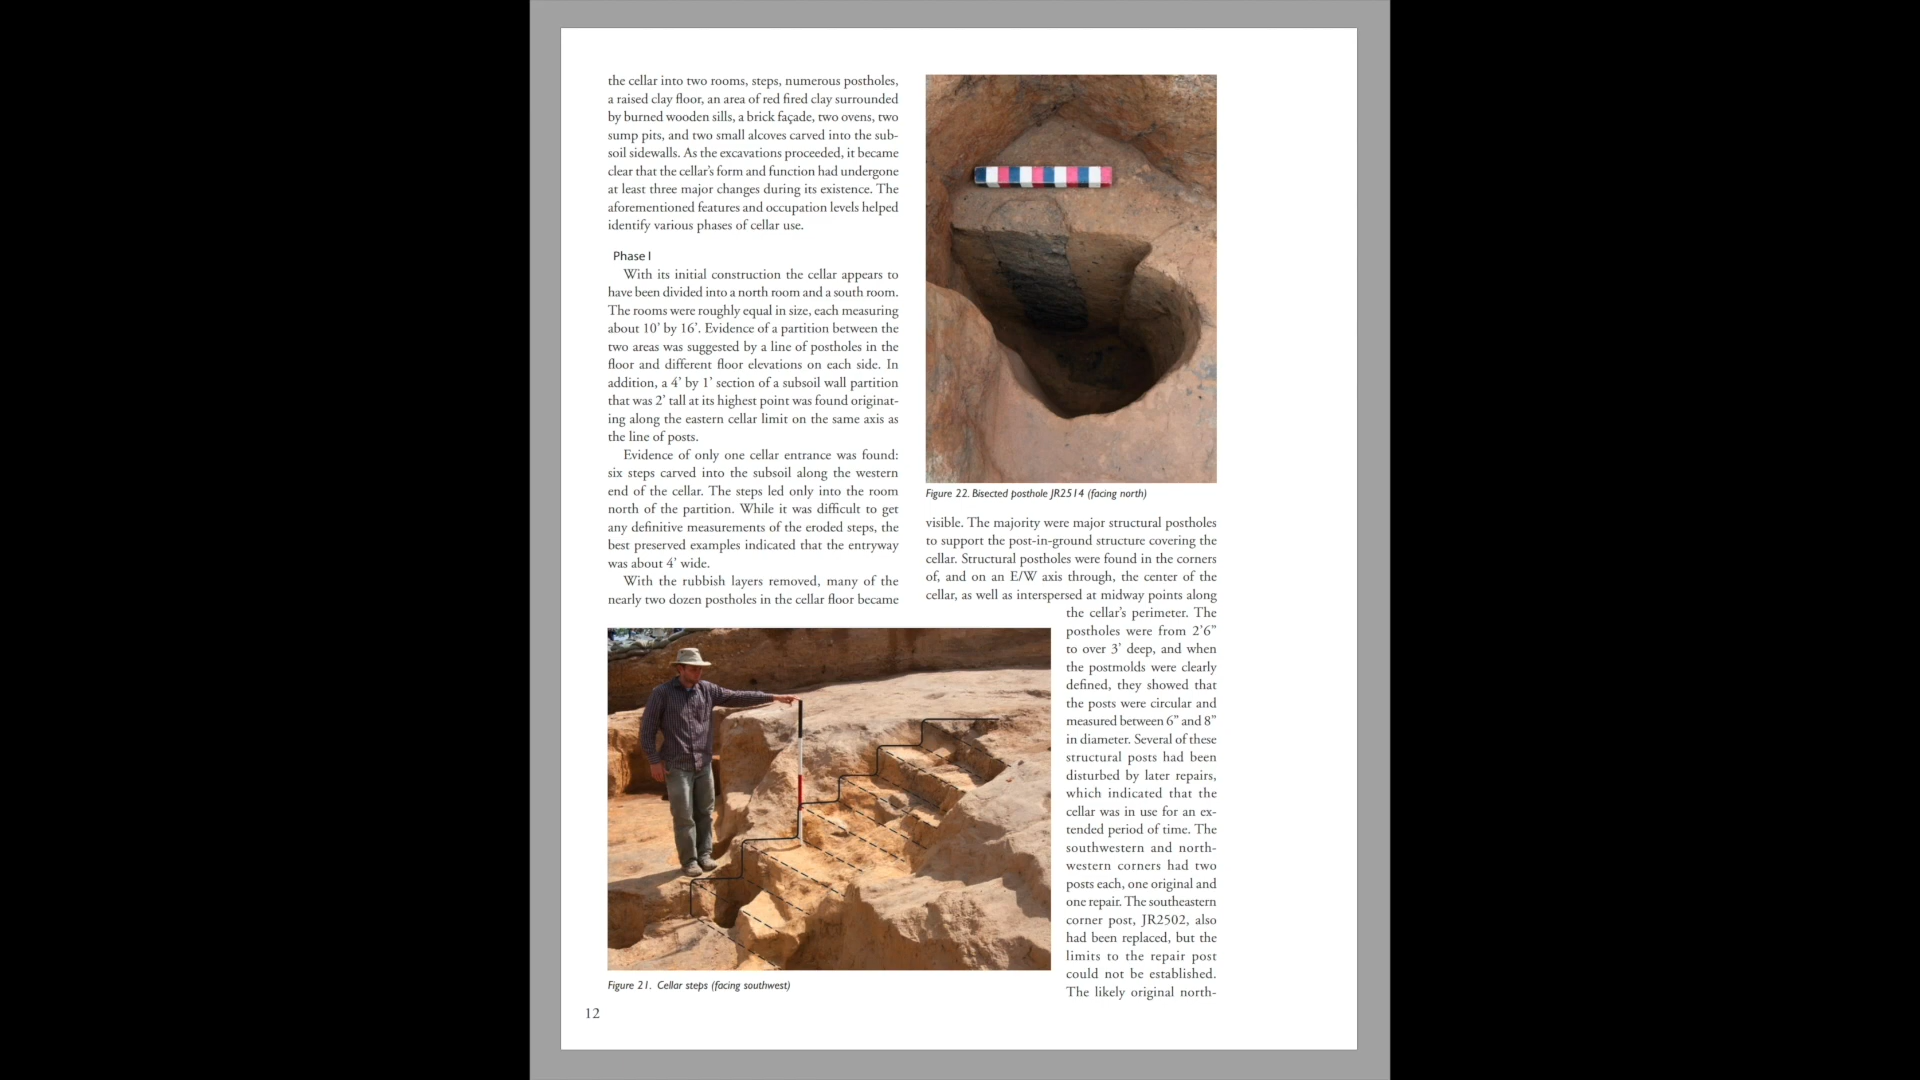 the cellar into two rooms, steps, numerous postholes,
a raised clay floor, an area of red fired clay surrounded
by burned wooden sills, a brick façade, two ovens, two
sump pits, and two small alcoves carved into the sub-
soil sidewalls. As the excavations proceeded, it became
clear that the cellar’s form and function had undergone
at least three major changes during its existence. The
aforementioned features and occupation levels helped
identify various phases of cellar use.
Phase I
With its initial construction the cellar appears to
have been divided into a north room and a south room.
The rooms were roughly equal in size, each measuring
about 10’ by 16’. Evidence of a partition between the
two areas was suggested by a line of postholes in the
floor and different floor elevations on each side. In
addition, a 4’ by 1’ section of a subsoil wall partition
that was 2’ tall at its highest point was found originat-
ing along the eastern cellar limit on the same axis as
the line of posts.
Evidence of only one cellar entrance was found:
six steps carved into the subsoil along the western
end of the cellar. The steps led only into the room
north of the partition. While it was difficult to get
any definitive measurements of the eroded steps, the
best preserved examples indicated that the entryway
was about 4’ wide.
With the rubbish layers removed, many of the
nearly two dozen postholes in the cellar floor became
Figure 22. Bisected posthole JR2514 (facing north)
visible. The majority were major structural postholes
to support the post-in-ground structure covering the
cellar. Structural postholes were found in the corners
of, and on an E/W axis through, the center of the
cellar, as well as interspersed at midway points along
the cellar’s perimeter. The
postholes were from 2’6”
to over 3’ deep, and when
the postmolds were clearly
defined, they showed that
the posts were circular and
measured between 6” and 8”
in diameter. Several of these
structural posts had been
disturbed by later repairs,
which indicated that the
cellar was in use for an ex-
tended period of time. The
southwestern and north-
western corners had two
posts each, one original and
one repair. The southeastern
corner post, JR2502, also
had been replaced, but the
limits to the repair post
could not be established.
The likely original north-
Figure 21. Cellar steps (facing southwest)
12